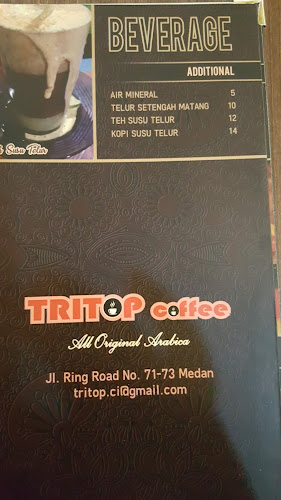 BEVERAGE
ADDITIONAL
AIR MINERAL 5
TELUR SETENGAH MATANG 10
TEH SUSU TELUR 12
KOPI SUSU TELUR 14
Susu Telur
TRITOP coffee
All Original Arabica
Jl. Ring Road No. 71-73 Medan
tritop.ci@gmail.com